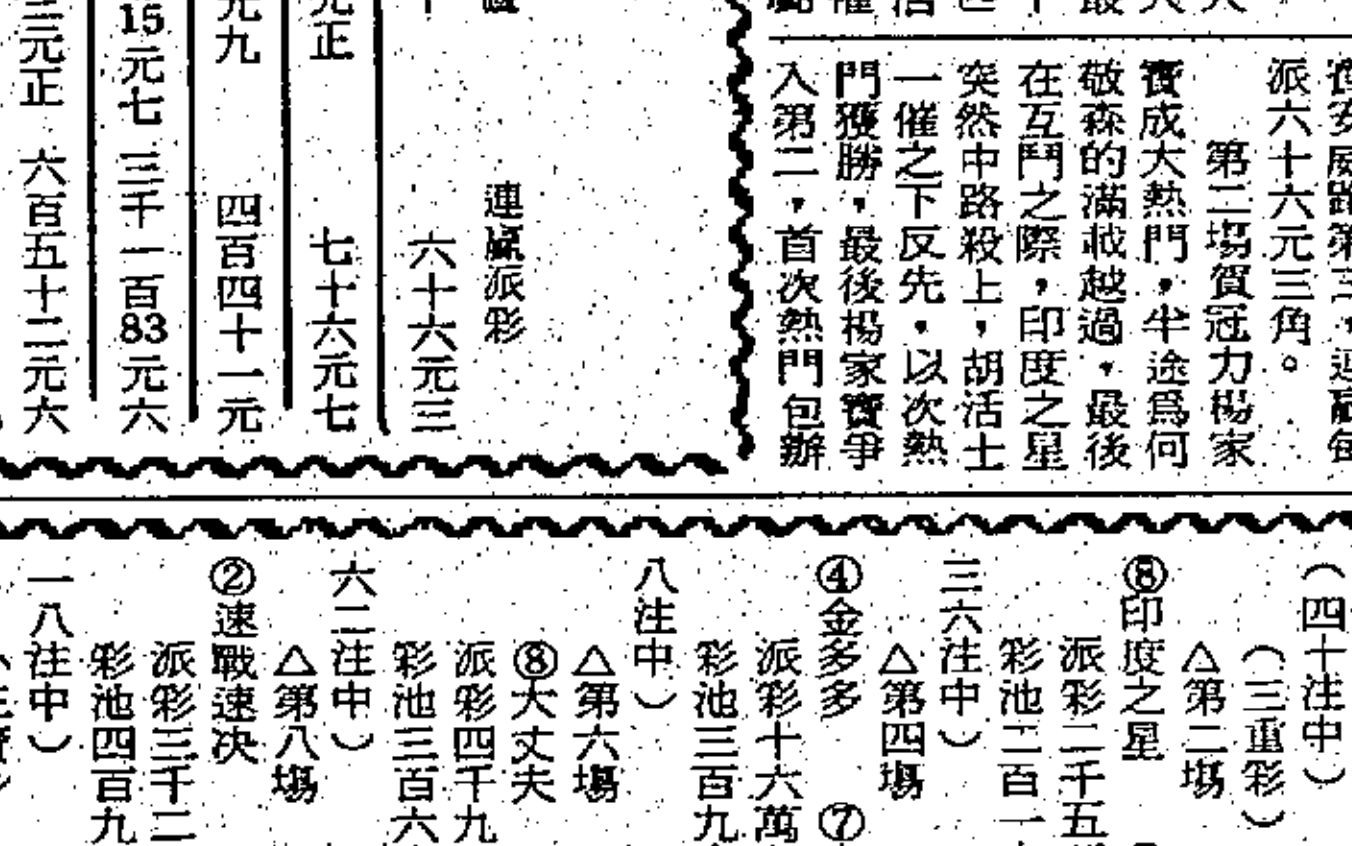 派六十六元三角。
第二塲賀冠力楊家
寶成大熱門，半途爲何
敬森的滿 越過，最後
在互鬥之際，印度之星
突然中路殺上，胡活士
一催之下反先，以次熱
門獲勝，最後楊家寶爭
入第二，首次熱門包辦
連贏派彩
六十六元三
元正 七十六元七
元九 四百四十一元
15元七 三千一百83元六
三元正 六百五十二元六
（四十注中）
（三重彩）
△第二塲
⑧印度之星
派彩二千五
彩池二百一
三六注中）
△第四塲
④金多多 ⑦
派彩十六萬
彩池三百九
八注中）
△第六塲
⑧大丈夫
派彩四千九
彩池三百六
六二注中）
△第八塲
②速戰速決
派彩三千二
彩池四百九
一八注中）